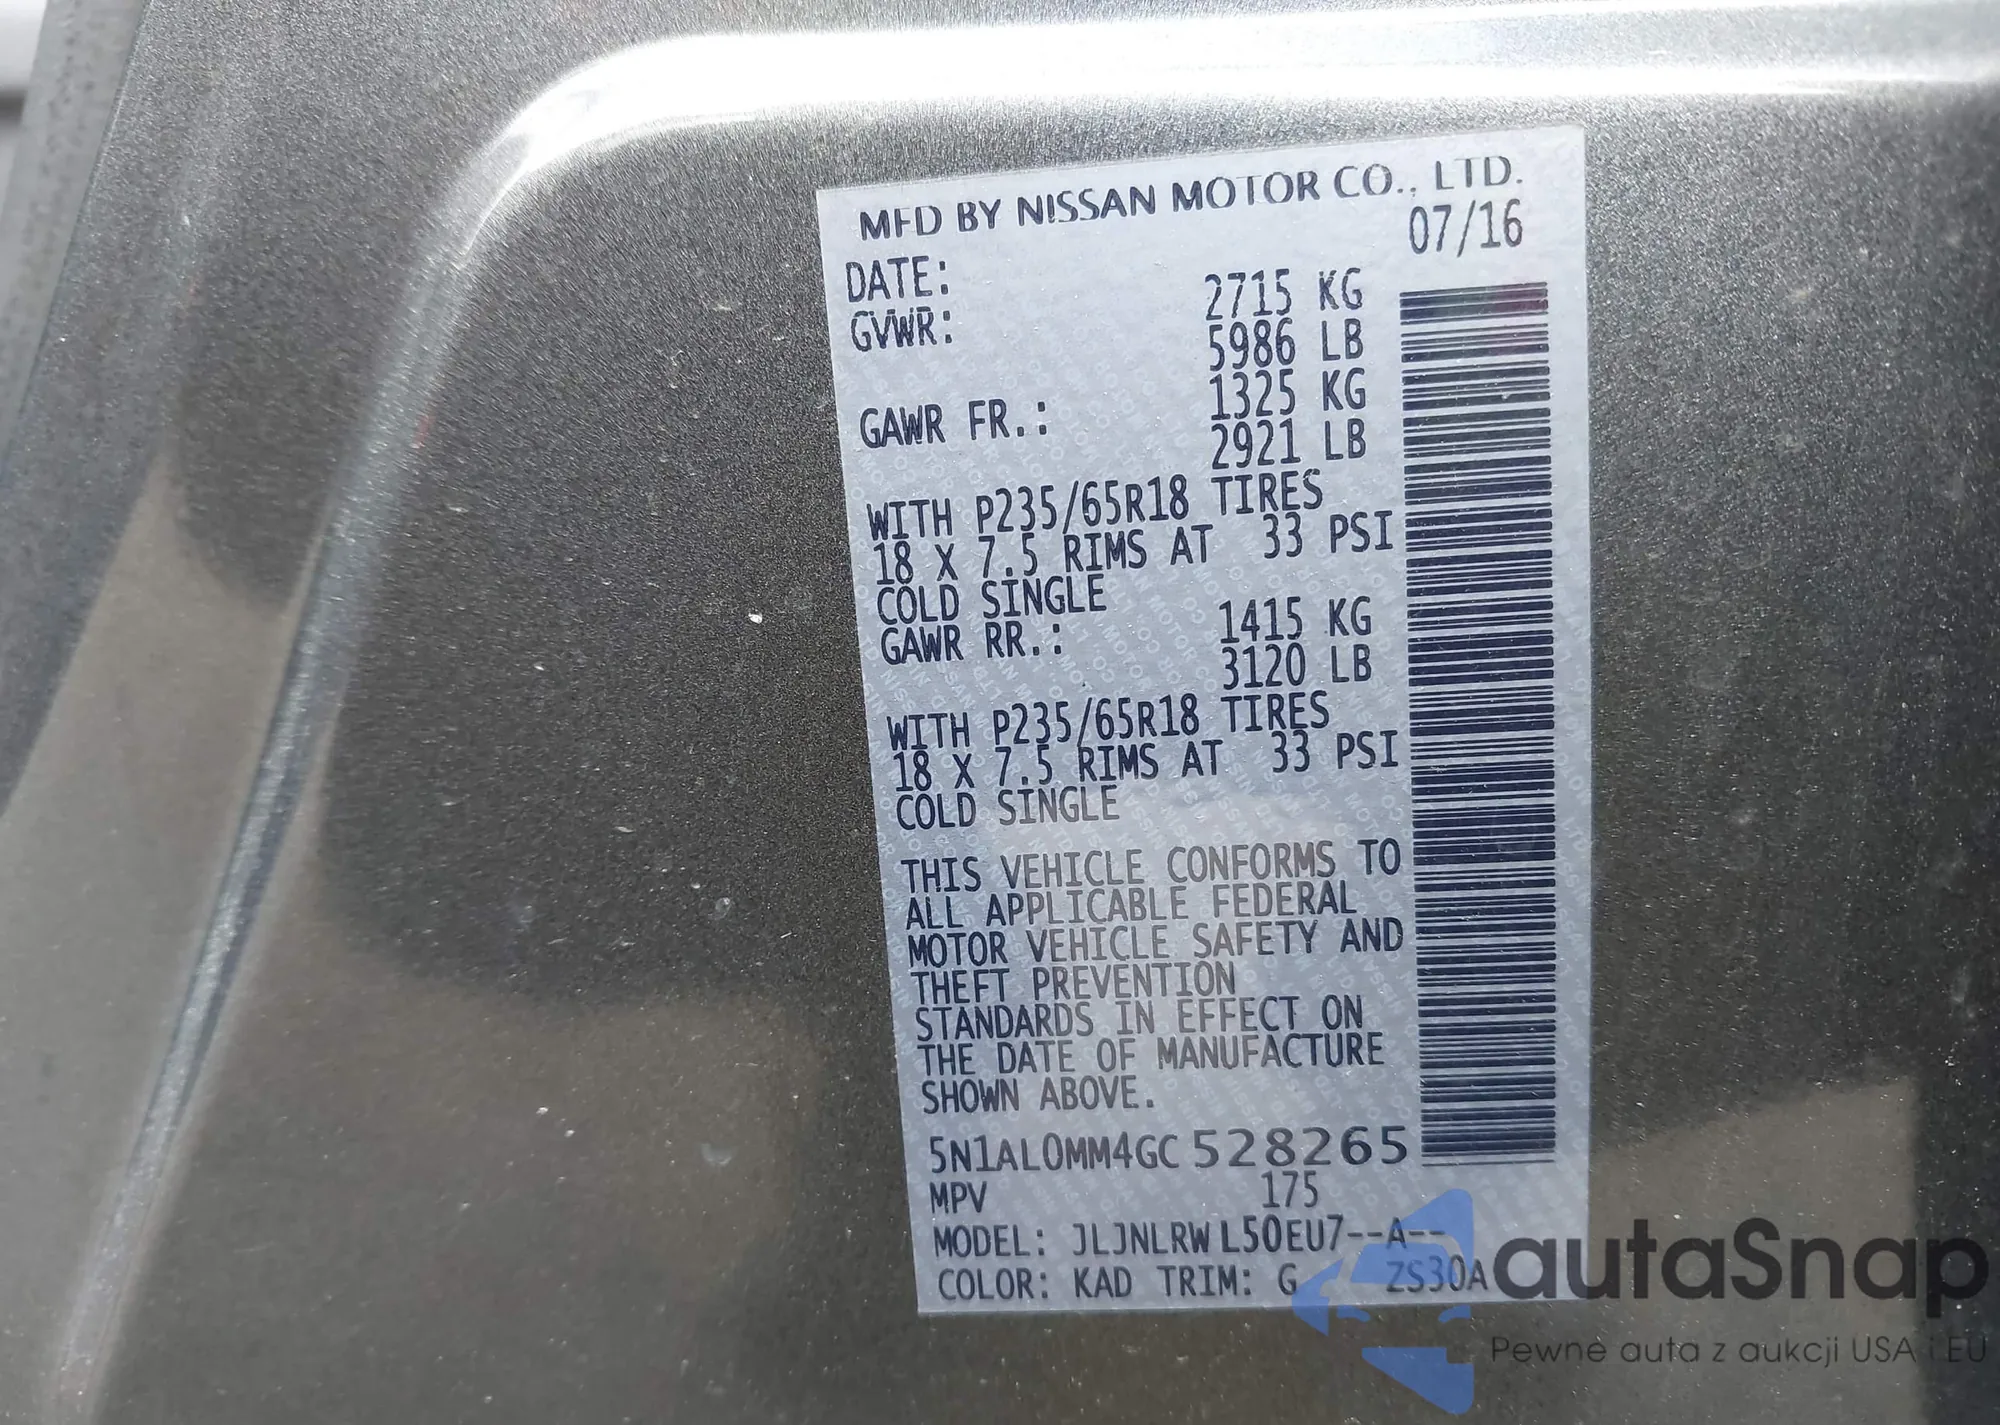 MFD BY NISSAN MOTOR CO., LTD.
DATE: 07/16
GVWR: 2715 KG
5986 LB
GAWR FR.: 1325 KG
2921 LB
WITH P235/65R18 TIRES
18 X 7.5 RIMS AT 33 PSI
COLD SINGLE
GAWR RR.: 1415 KG
3120 LB
WITH P235/65R18 TIRES
18 X 7.5 RIMS AT 33 PSI
COLD SINGLE
THIS VEHICLE CONFORMS TO
ALL APPLICABLE FEDERAL
MOTOR VEHICLE SAFETY AND
THEFT PREVENTION
STANDARDS IN EFFECT ON
THE DATE OF MANUFACTURE
SHOWN ABOVE.
5N1AL0MM4GC528265
MPV 175
MODEL: JLJNLRW L50EU7--A--
COLOR: KAD TRIM: G ZS30A
autaSnap
Pewne auta z aukcji USA i EU